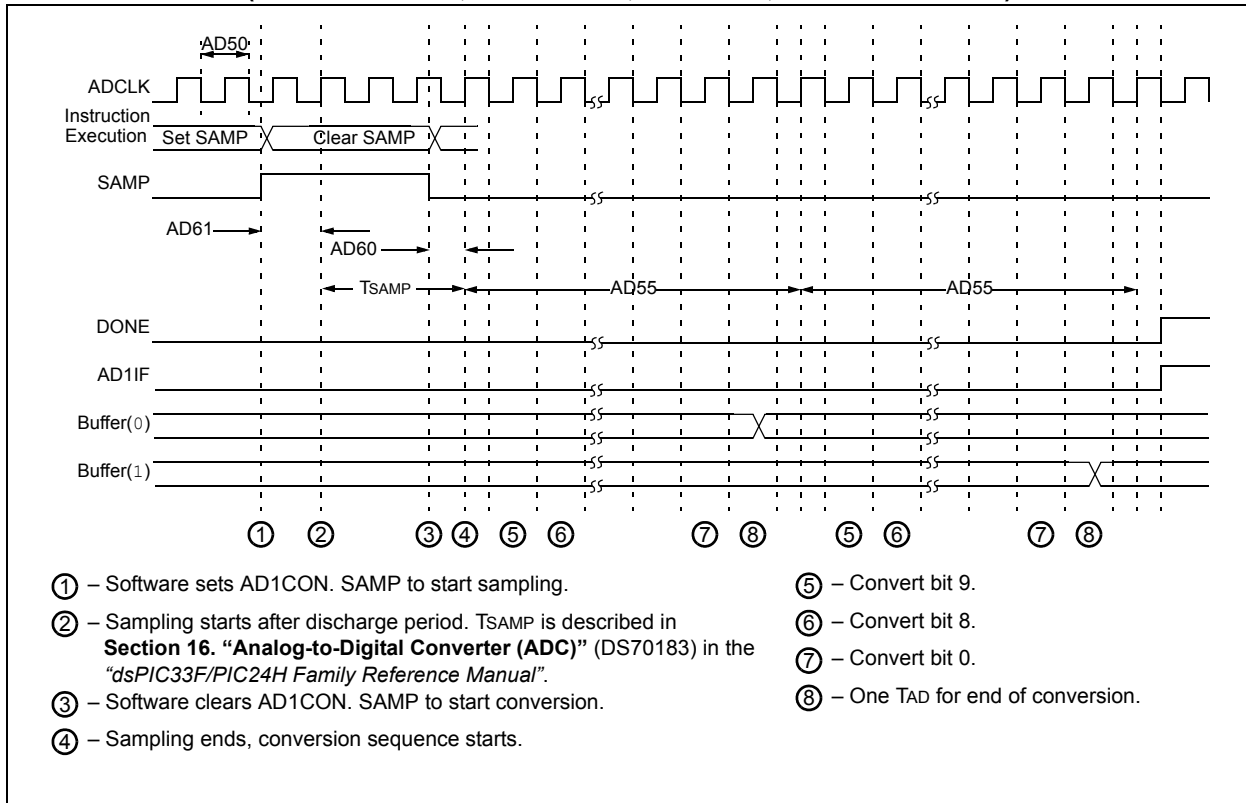 AD50
ADCLK
Instruction
Execution
Set SAMP
Clear SAMP
SAMP
AD61
AD60
TSAMP
AD55
AD55
DONE
AD1IF
Buffer(0)
Buffer(1)
1 2 3 4 5 6 7 8 5 6 7 8
1 – Software sets AD1CON. SAMP to start sampling.
2 – Sampling starts after discharge period. TSAMP is described in
Section 16. “Analog-to-Digital Converter (ADC)” (DS70183) in the
“dsPIC33F/PIC24H Family Reference Manual”.
3 – Software clears AD1CON. SAMP to start conversion.
4 – Sampling ends, conversion sequence starts.
5 – Convert bit 9.
6 – Convert bit 8.
7 – Convert bit 0.
8 – One TAD for end of conversion.